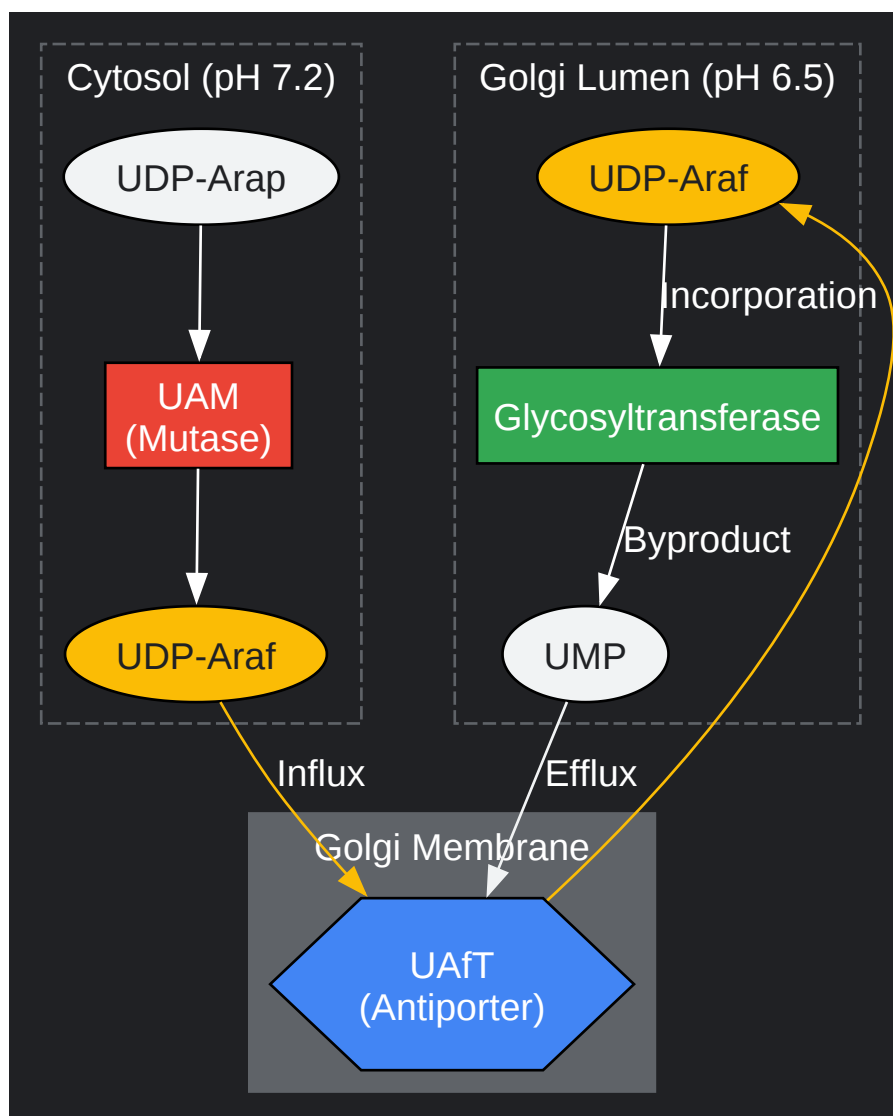 Cytosol (pH 7.2)
UDP-Arap
UAM
(Mutase)
UDP-Araf
Influx
Golgi Lumen (pH 6.5)
UDP-Araf
Incorporation
Glycosyltransferase
Byproduct
UMP
Efflux
Golgi Membrane
UAfT
(Antiporter)